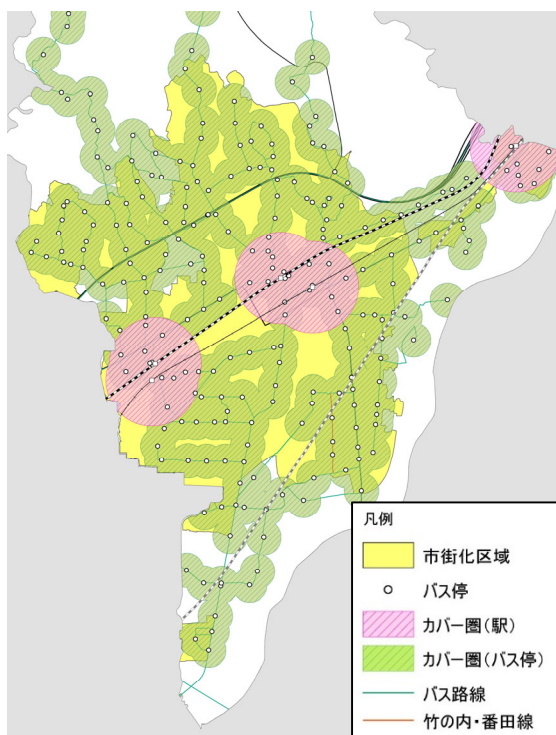 凡例
市街化区域
バス停
カバー圏(駅)
カバー圏(バス停)
バス路線
竹の内・番田線